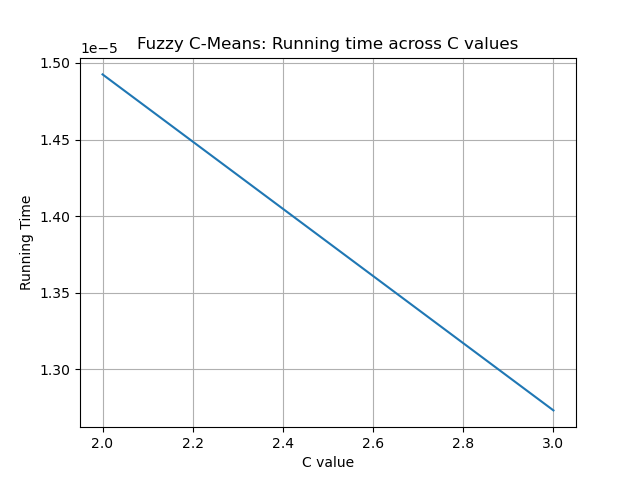 Fuzzy C-Means: Running time across C values
1e−5
1.50
1.45
1.40
1.35
1.30
Running Time
2.0 2.2 2.4 2.6 2.8 3.0
C value